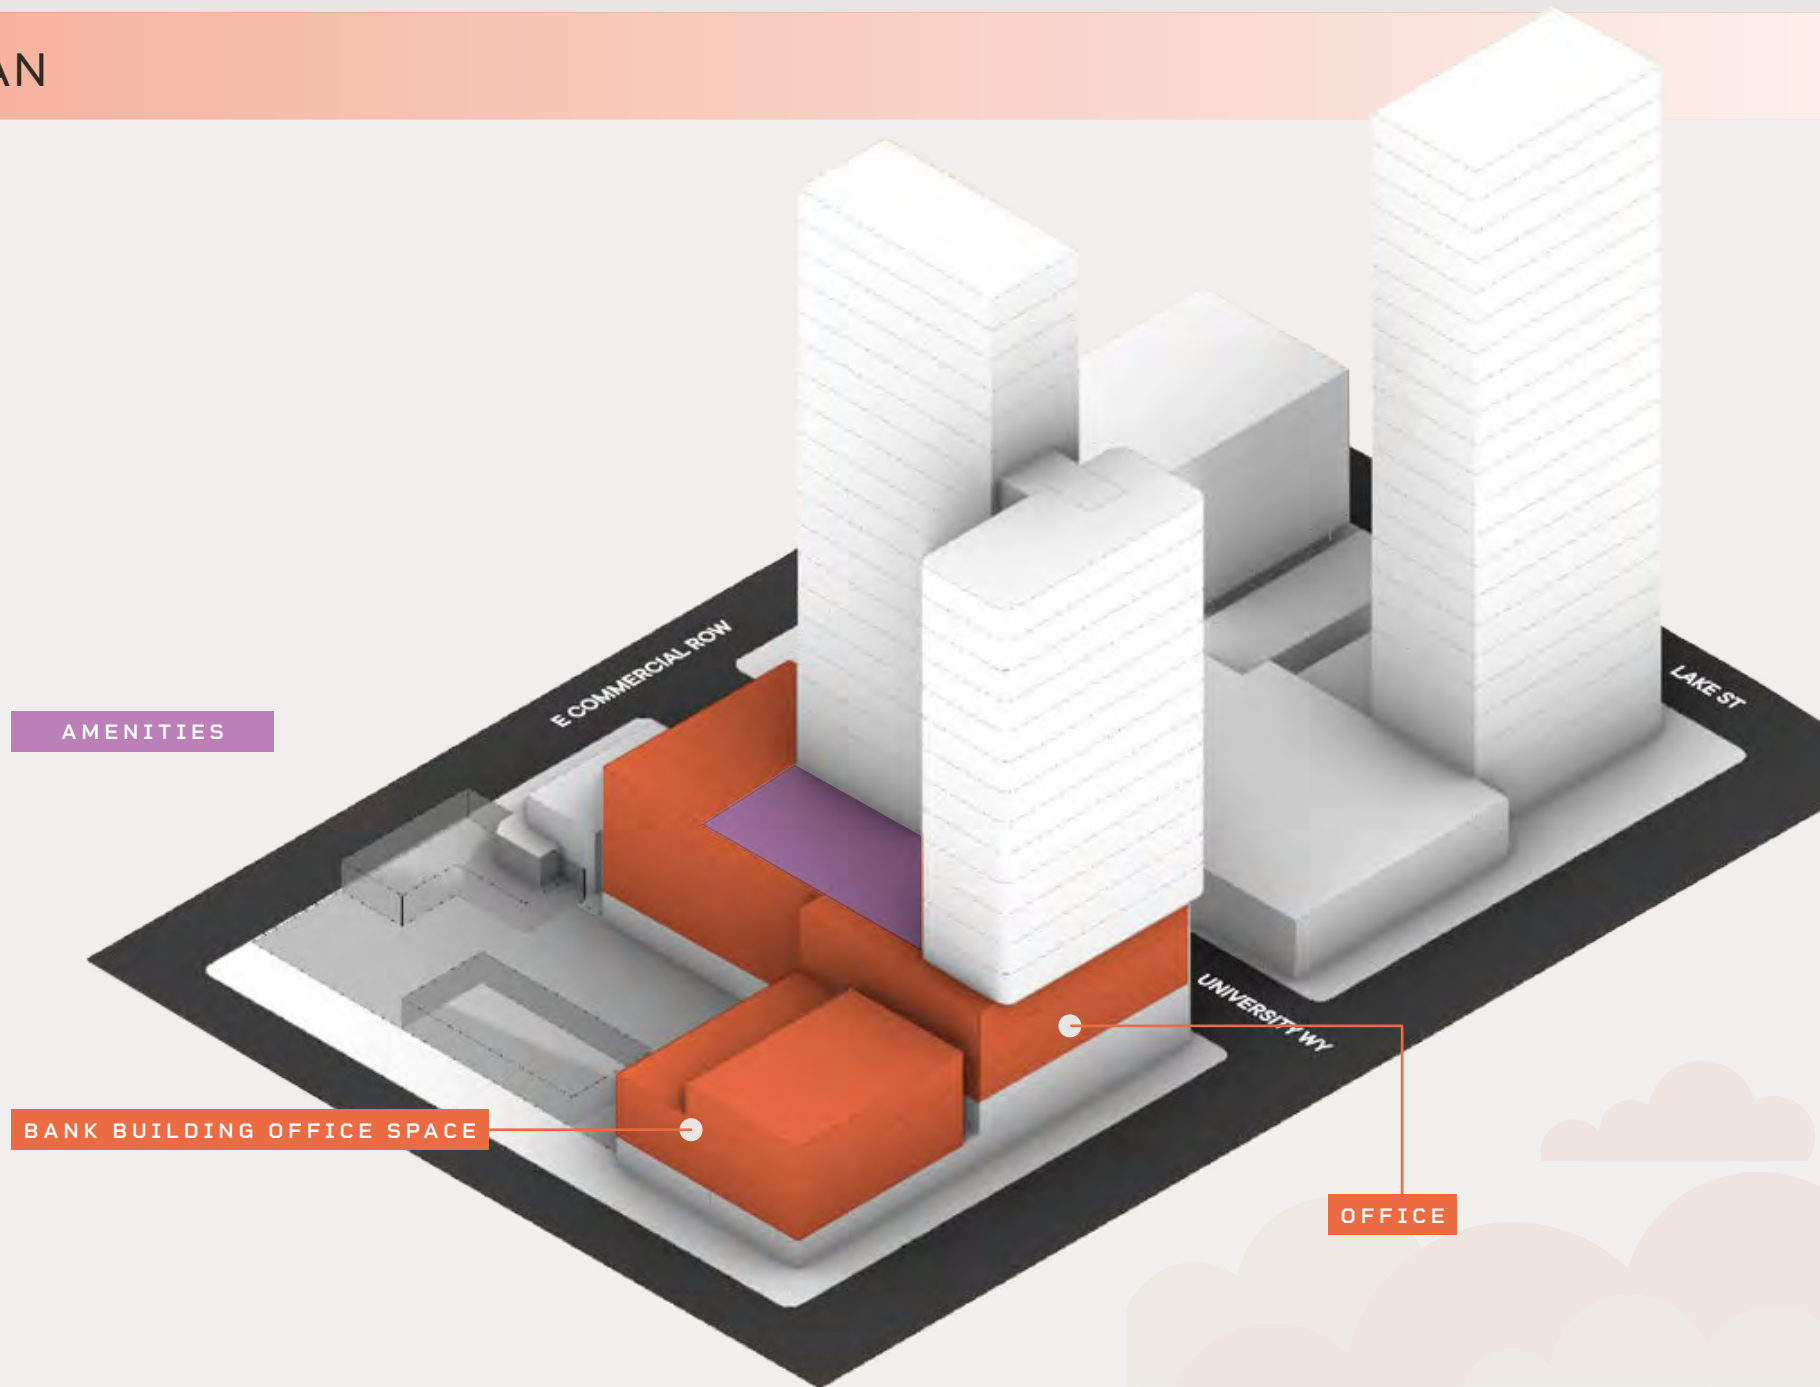 AN
E COMMERCIAL ROW
LAKE ST
AMENITIES
UNIVERSITY WY
BANK BUILDING OFFICE SPACE
OFFICE